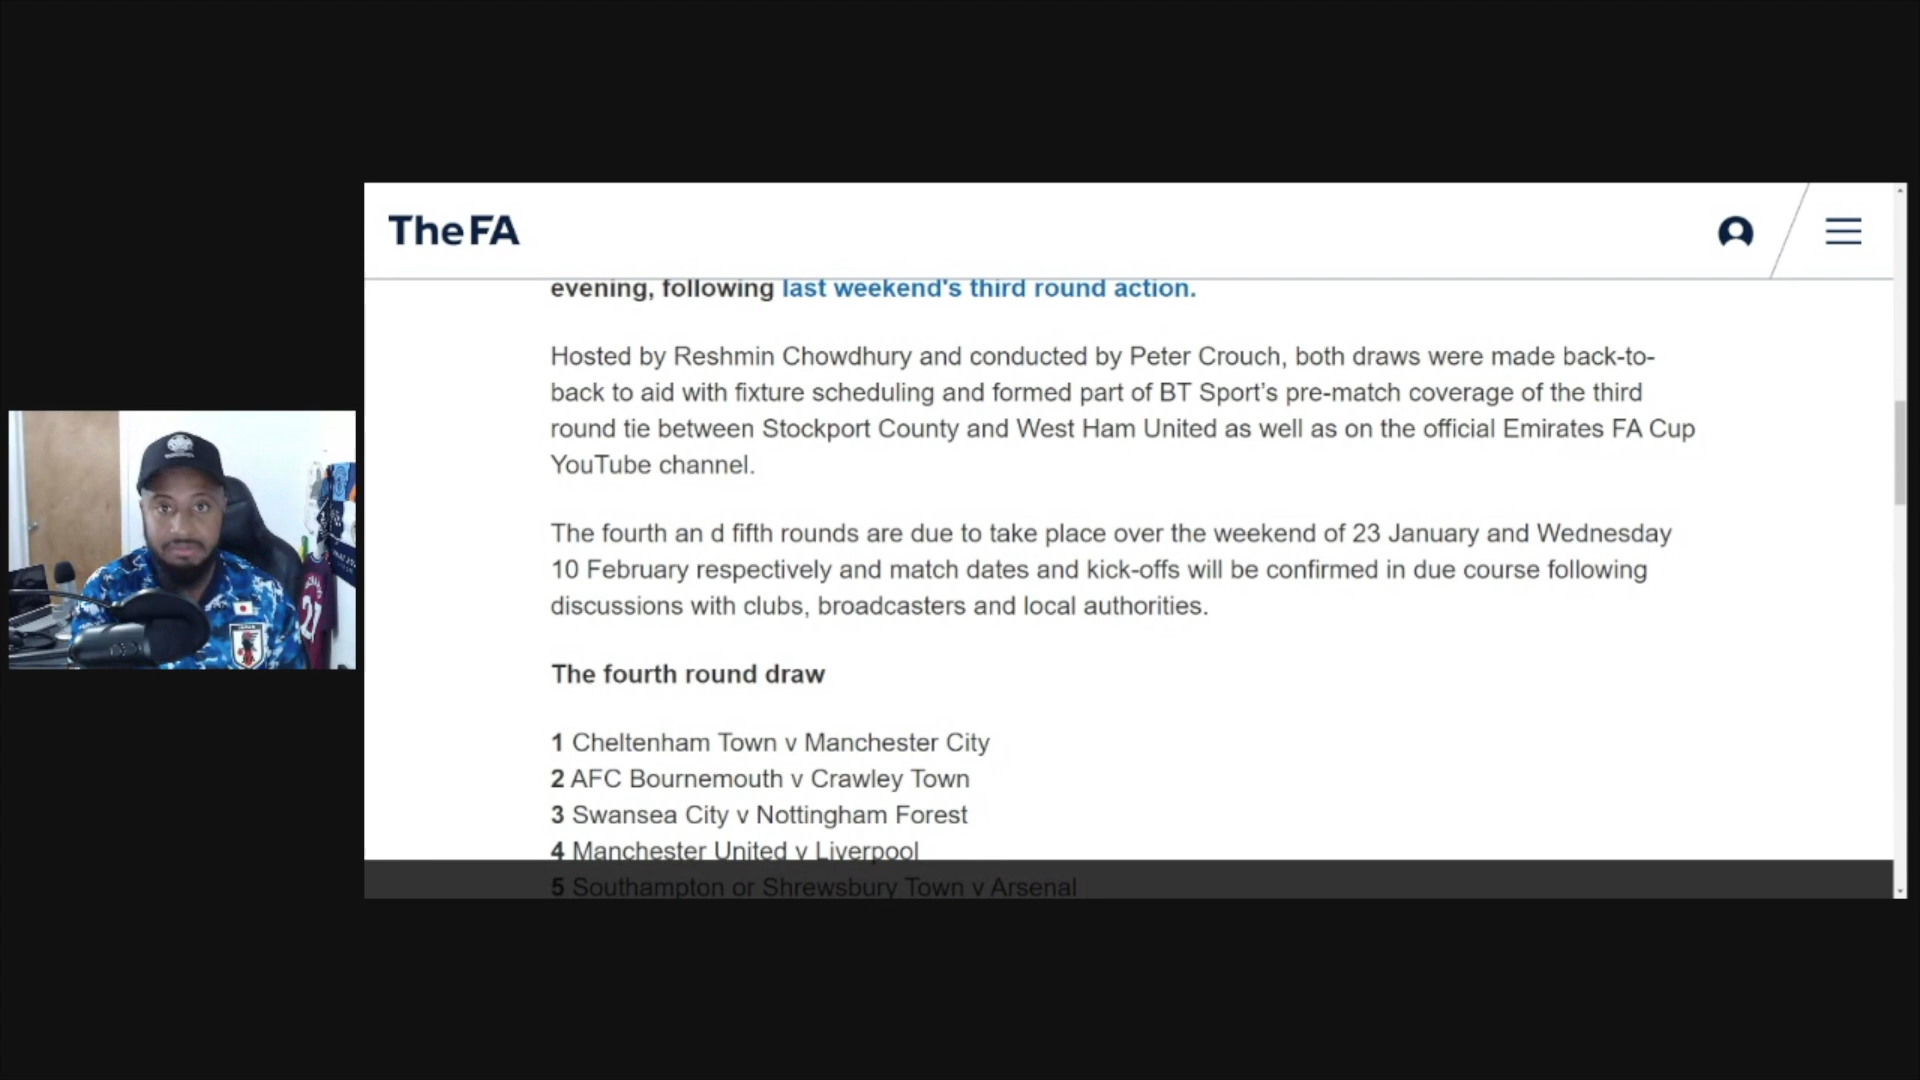 The FA
evening, following last weekend's third round action.
Hosted by Reshmin Chowdhury and conducted by Peter Crouch, both draws were made back-to-
back to aid with fixture scheduling and formed part of BT Sport’s pre-match coverage of the third
round tie between Stockport County and West Ham United as well as on the official Emirates FA Cup
YouTube channel.
The fourth an d fifth rounds are due to take place over the weekend of 23 January and Wednesday
10 February respectively and match dates and kick-offs will be confirmed in due course following
discussions with clubs, broadcasters and local authorities.
The fourth round draw
1 Cheltenham Town v Manchester City
2 AFC Bournemouth v Crawley Town
3 Swansea City v Nottingham Forest
4 Manchester United v Liverpool
5 Southampton or Shrewsbury Town v Arsenal
21